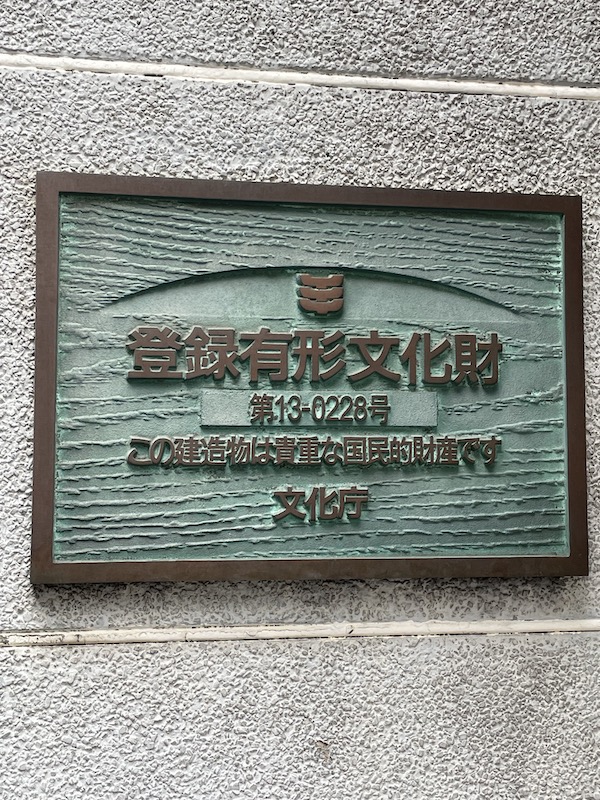 登録有形文化財
第13-0228号
この建造物は貴重な国民的財産です
文化庁